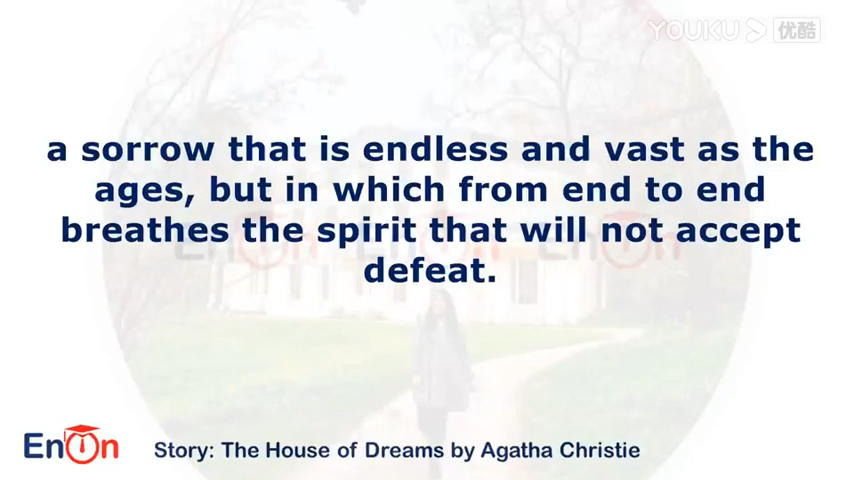 YOUKU 优酷
a sorrow that is endless and vast as the
ages, but in which from end to end
breathes the spirit that will not accept
defeat.
EnOn
Story: The House of Dreams by Agatha Christie